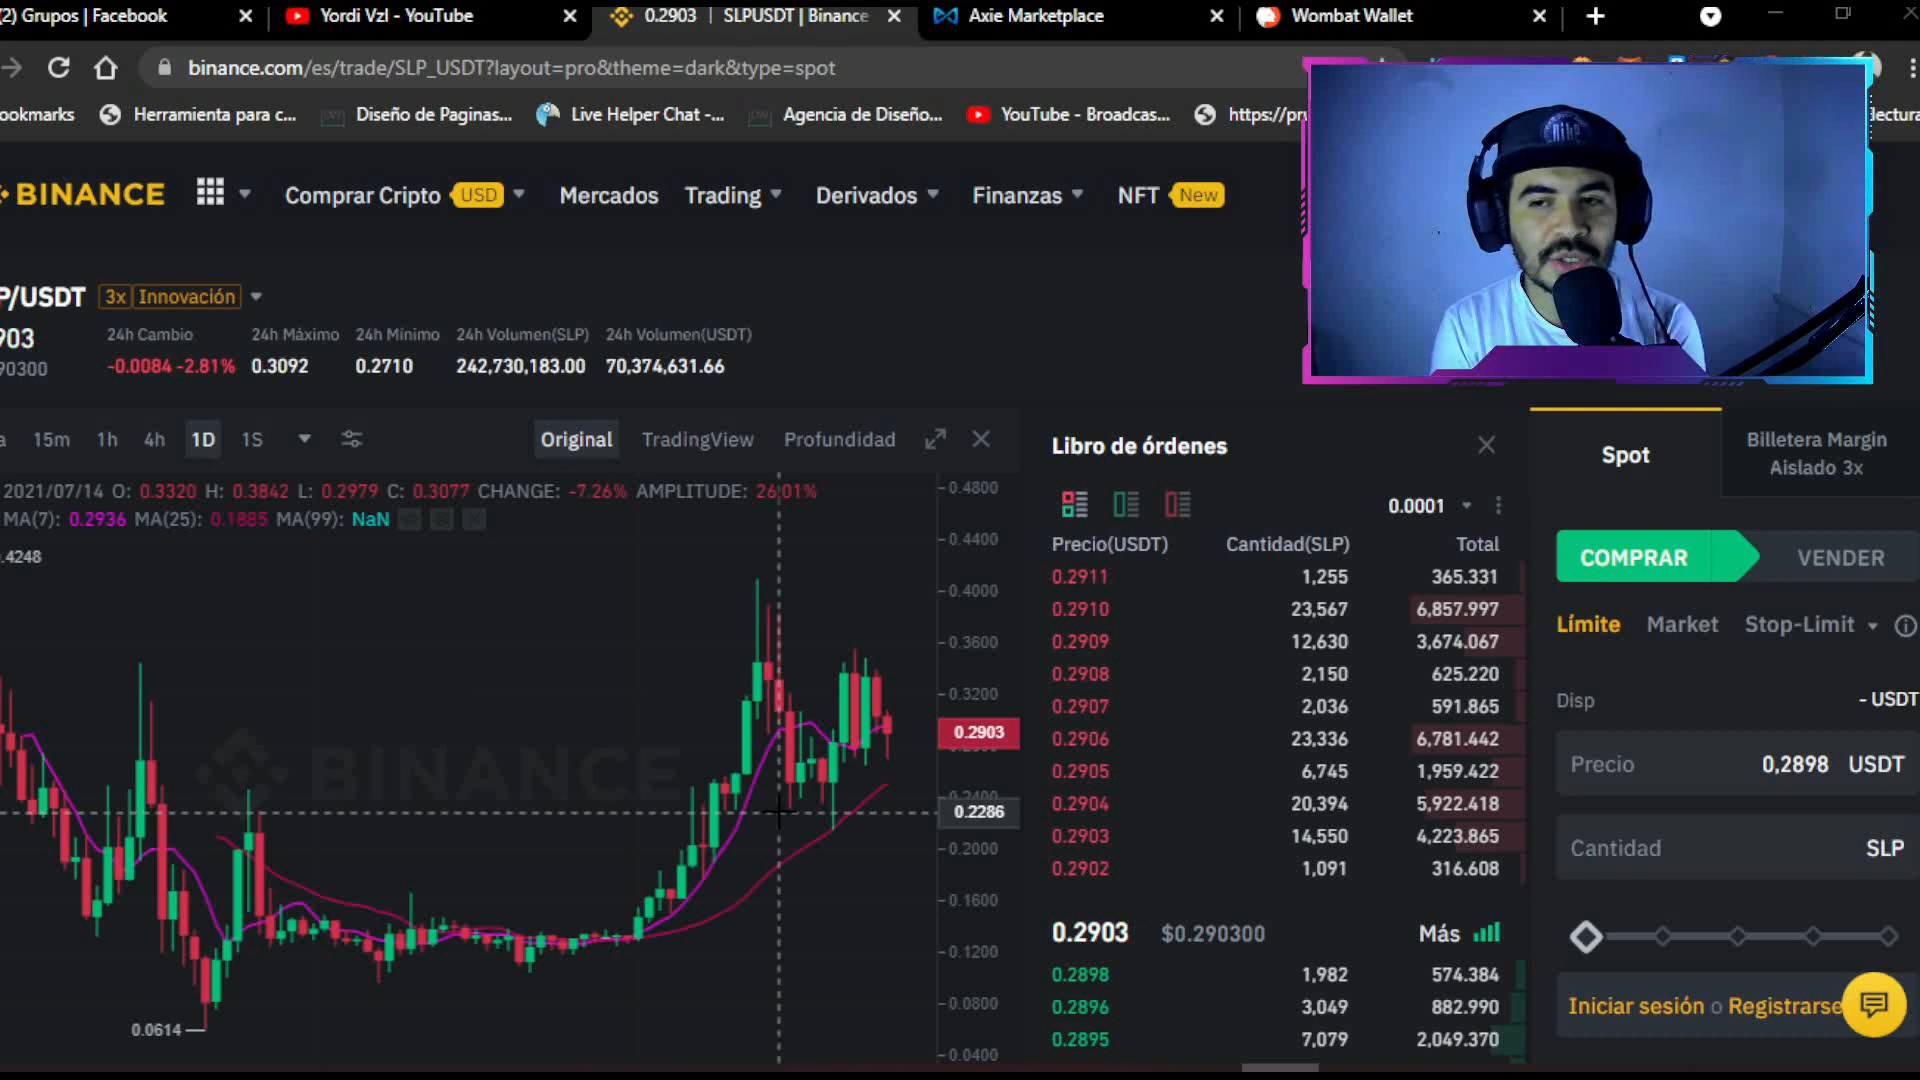 (2) Grupos | Facebook
Yordi Vzl - YouTube
0.2903 | SLPUSDT | Binance
Axie Marketplace
Wombat Wallet
binance.com/es/trade/SLP_USDT?layout=pro&theme=dark&type=spot
ookmarks
Herramienta para c...
Diseño de Paginas...
Live Helper Chat -...
Agencia de Diseño...
YouTube - Broadcas...
https://pru
lectura
BINANCE
Comprar Cripto USD
Mercados
Trading
Derivados
Finanzas
NFT New
P/USDT 3x Innovación
903
90300
24h Cambio
-0.0084 -2.81%
24h Máximo
0.3092
24h Mínimo
0.2710
24h Volumen(SLP)
242,730,183.00
24h Volumen(USDT)
70,374,631.66
a 15m 1h 4h 1D 1S
Original TradingView Profundidad
2021/07/14 O: 0.3320 H: 0.3842 L: 0.2979 C: 0.3077 CHANGE: -7.26% AMPLITUDE: 26.01%
MA(7): 0.2936 MA(25): 0.1885 MA(99): NaN
.4248
BINANCE
0.0614
0.4800
0.4400
0.4000
0.3600
0.3200
0.2903
0.2400
0.2286
0.2000
0.1600
0.1200
0.0800
0.0400
Libro de órdenes
0.0001
Precio(USDT) Cantidad(SLP) Total
0.2911 1,255 365.331
0.2910 23,567 6,857.997
0.2909 12,630 3,674.067
0.2908 2,150 625.220
0.2907 2,036 591.865
0.2906 23,336 6,781.442
0.2905 6,745 1,959.422
0.2904 20,394 5,922.418
0.2903 14,550 4,223.865
0.2902 1,091 316.608
0.2903 $0.290300 Más
0.2898 1,982 574.384
0.2896 3,049 882.990
0.2895 7,079 2,049.370
Spot
Billetera Margin
Aislado 3x
COMPRAR VENDER
Límite Market Stop-Limit
Disp - USDT
Precio 0,2898 USDT
Cantidad SLP
Iniciar sesión o Registrarse